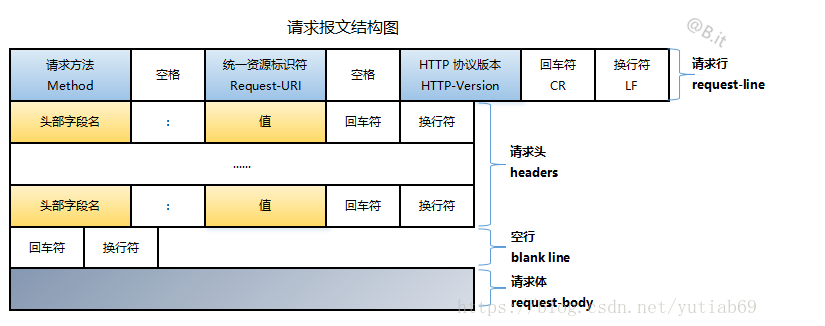 请求报文结构图
@B.it
请求方法
Method
空格
统一资源标识符
Request-URI
空格
HTTP 协议版本
HTTP-Version
回车符
CR
换行符
LF
请求行
request-line
头部字段名
:
值
回车符
换行符
......
请求头
headers
头部字段名
:
值
回车符
换行符
回车符
换行符
空行
blank line
请求体
request-body
https://blog.csdn.net/yutiab69